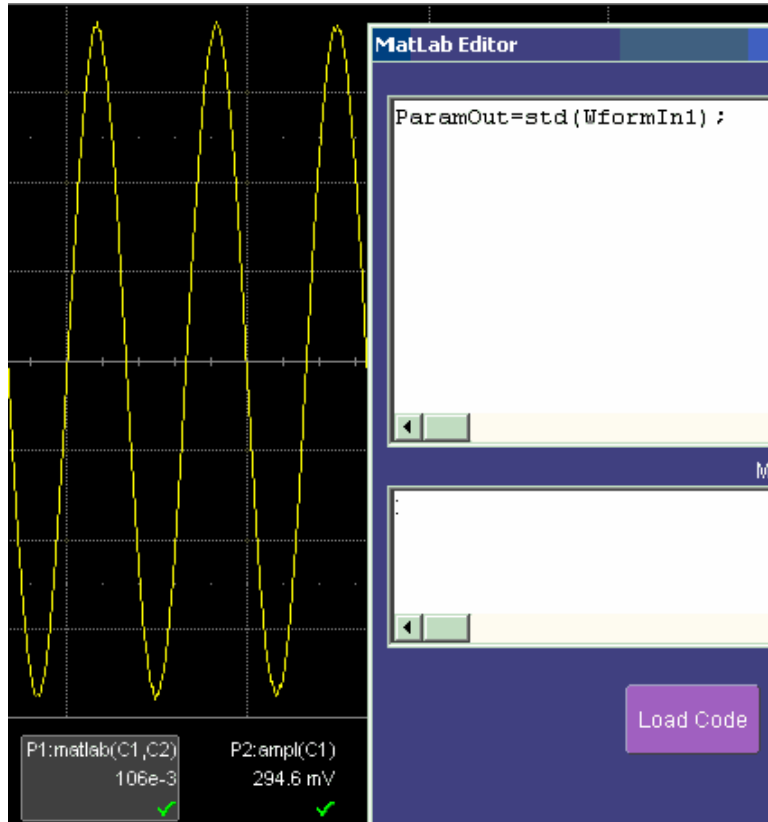 MatLab Editor
ParamOut=std(WformIn1);
M
Load Code
P1:matlab(C1,C2)
106e-3
P2:ampl(C1)
294.6 mV